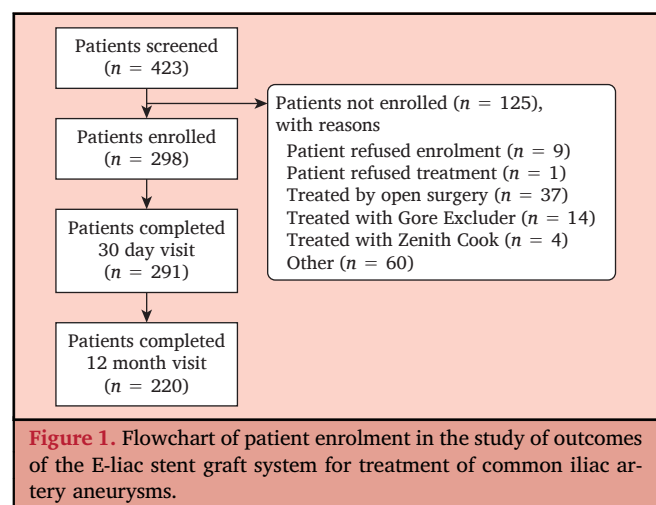 Patients screened
(n = 423)
Patients not enrolled (n = 125),
with reasons
Patient refused enrolment (n = 9)
Patient refused treatment (n = 1)
Treated by open surgery (n = 37)
Treated with Gore Excluder (n = 14)
Treated with Zenith Cook (n = 4)
Other (n = 60)
Patients enrolled
(n = 298)
Patients completed
30 day visit
(n = 291)
Patients completed
12 month visit
(n = 220)
Figure 1. Flowchart of patient enrolment in the study of outcomes
of the E-liac stent graft system for treatment of common iliac ar-
tery aneurysms.